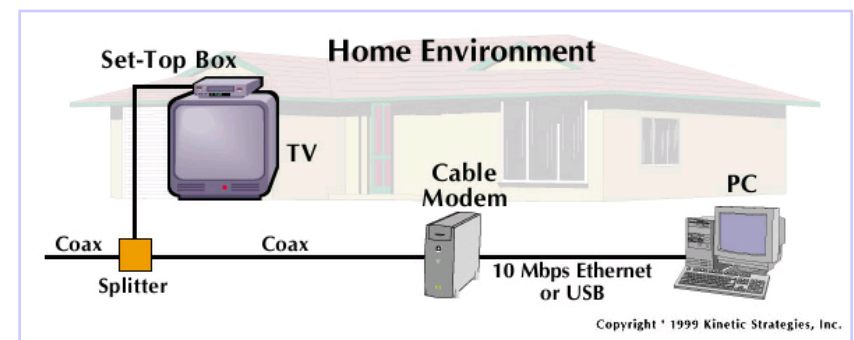 Home Environment
Set-Top Box
TV
Cable
Modem
PC
Coax
Coax
Splitter
10 Mbps Ethernet
or USB
Copyright * 1999 Kinetic Strategies, Inc.